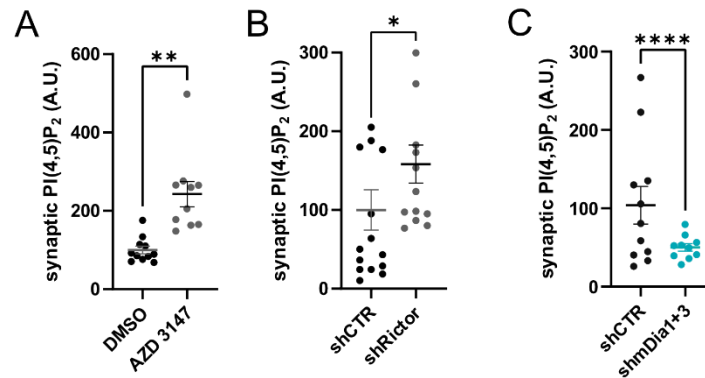 A
synaptic PI(4,5)P₂ (A.U.)
600
400
200
0
**
DMSO
AZD 3147
B
synaptic PI(4,5)P₂ (A.U.)
300
200
100
0
*
shCTR
shRictor
C
synaptic PI(4,5)P₂ (A.U.)
300
200
100
0
****
shCTR
shmDia1+3